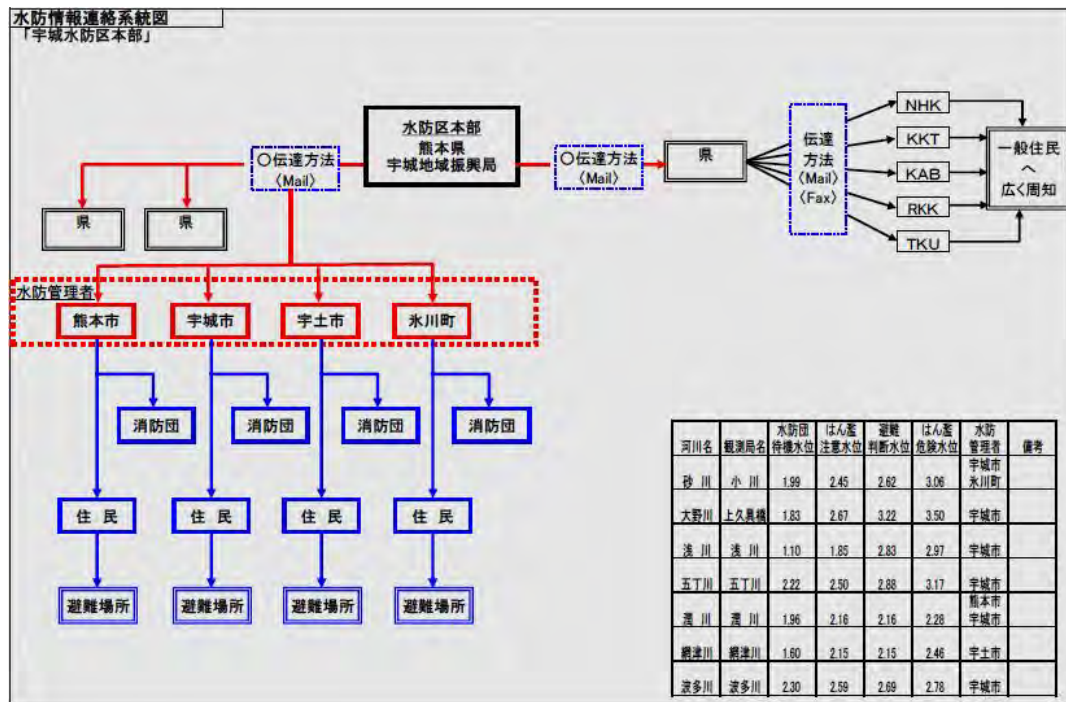 水防情報連絡系統図
「宇城水防区本部」
水防区本部
熊本県
宇城地域振興局
〇伝達方法
〈Mail〉
〇伝達方法
〈Mail〉
県
伝達
方法
〈Mail〉
〈Fax〉
NHK
KKT
KAB
RKK
TKU
一般住民
へ
広く周知
県
県
水防管理者
熊本市
宇城市
宇土市
氷川町
消防団
消防団
消防団
消防団
住 民
住 民
住 民
住 民
避難場所
避難場所
避難場所
避難場所
河川名 観測局名 水防団待機水位 はん濫注意水位 避難判断水位 はん濫危険水位 水防管理者 備考
砂 川 小 川 1.99 2.45 2.62 3.06 宇城市 氷川町
大野川 上久具橋 1.83 2.67 3.22 3.50 宇城市
浅 川 浅 川 1.10 1.85 2.83 2.97 宇城市
五丁川 五丁川 2.22 2.50 2.88 3.17 宇城市
潤 川 潤 川 1.96 2.16 2.16 2.28 熊本市 宇城市
網津川 網津川 1.60 2.15 2.15 2.46 宇土市
波多川 波多川 2.30 2.59 2.69 2.78 宇城市